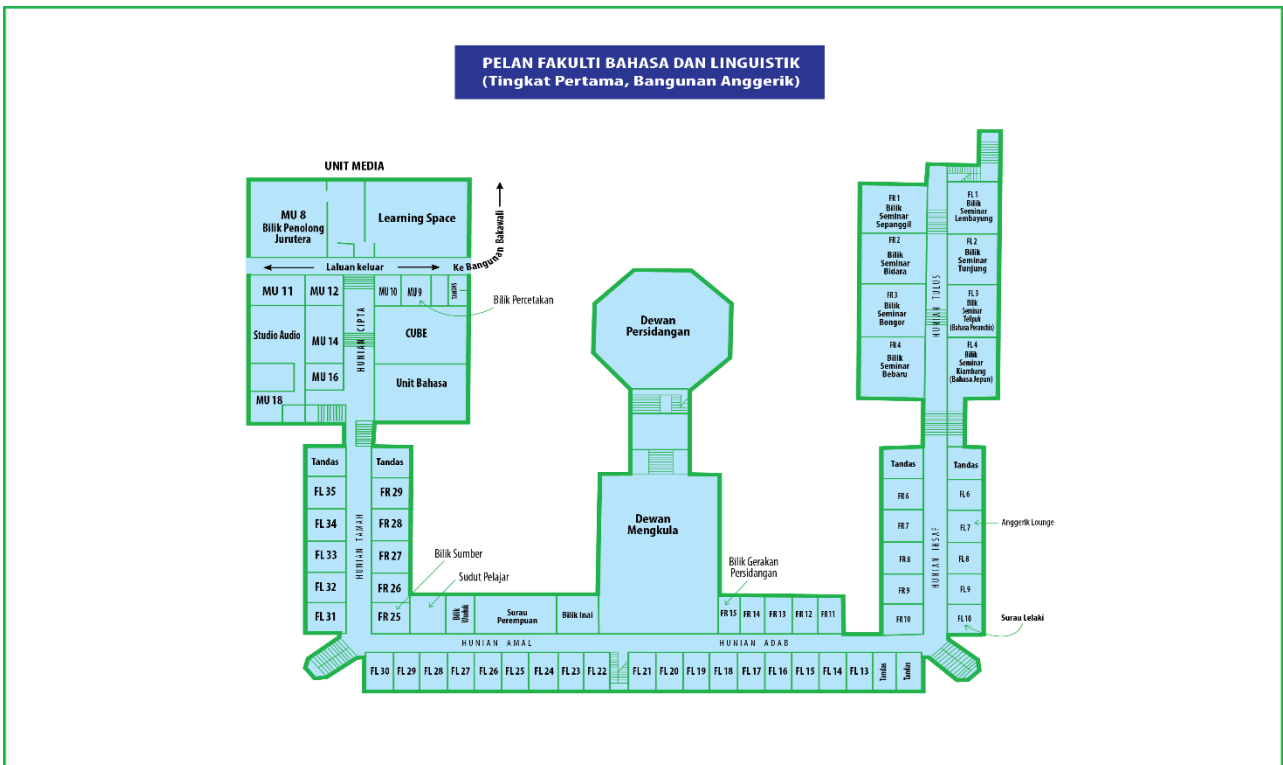 PELAN FAKULTI BAHASA DAN LINGUISTIK
(Tingkat Pertama, Bangunan Anggerik)
UNIT MEDIA
MU 8
Bilik Penolong
Jurutera
Learning Space
Laluan keluar
Ke Bangunan Bakawali
MU 11
MU 12
MU 10
MU 9
TANDAS
Bilik Percetakan
Studio Audio
MU 14
HUNIAN CIPTA
CUBE
MU 16
Unit Bahasa
MU 18
Dewan
Persidangan
Dewan
Mengkula
FR 1
Bilik
Seminar
Sepanggil
FR 2
Bilik
Seminar
Bidara
FR 3
Bilik
Seminar
Bongor
FR 4
Bilik
Seminar
Bebaru
HUNIAN TULUS
FL 1
Bilik
Seminar
Lembayung
FL 2
Bilik
Seminar
Tunjung
FL 3
Bilik
Seminar
Telipuk
(Bahasa Peranchis)
FL 4
Bilik
Seminar
Kiambang
(Bahasa Jepun)
Tandas
Tandas
FL 35
FR 29
FL 34
FR 28
FL 33
FR 27
FL 32
FR 26
FL 31
FR 25
HUNIAN TAMAH
Bilik Sumber
Sudut Pelajar
Bilik
Wuduk
Surau
Perempuan
Bilik Inai
Bilik Gerakan
Persidangan
FR 15
FR 14
FR 13
FR 12
FR 11
Tandas
Tandas
FR 6
FL 6
FR 7
FL 7
Anggerik Lounge
FR 8
FL 8
FR 9
FL 9
FR 10
FL 10
Surau Lelaki
HUNIAN IKSAF
HUNIAN AMAL
HUNIAN ADAB
FL 30
FL 29
FL 28
FL 27
FL 26
FL 25
FL 24
FL 23
FL 22
FL 21
FL 20
FL 19
FL 18
FL 17
FL 16
FL 15
FL 14
FL 13
Tandas
Tandas